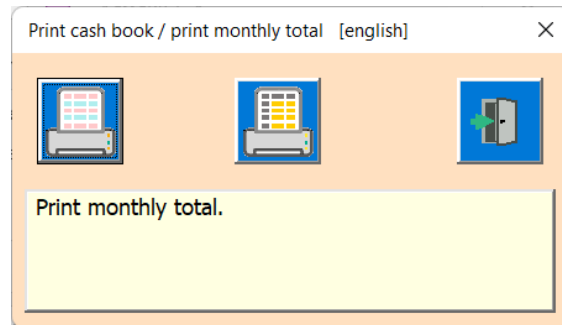 Print cash book / print monthly total   [english]
Print monthly total.